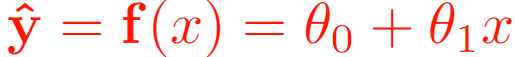 ŷ = f(x) = θ₀ + θ₁x